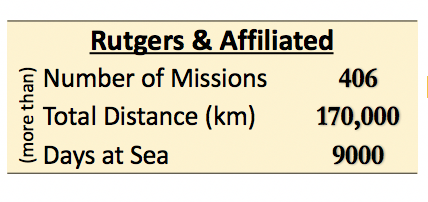 Rutgers & Affiliated
(more than)
Number of Missions 406
Total Distance (km) 170,000
Days at Sea 9000